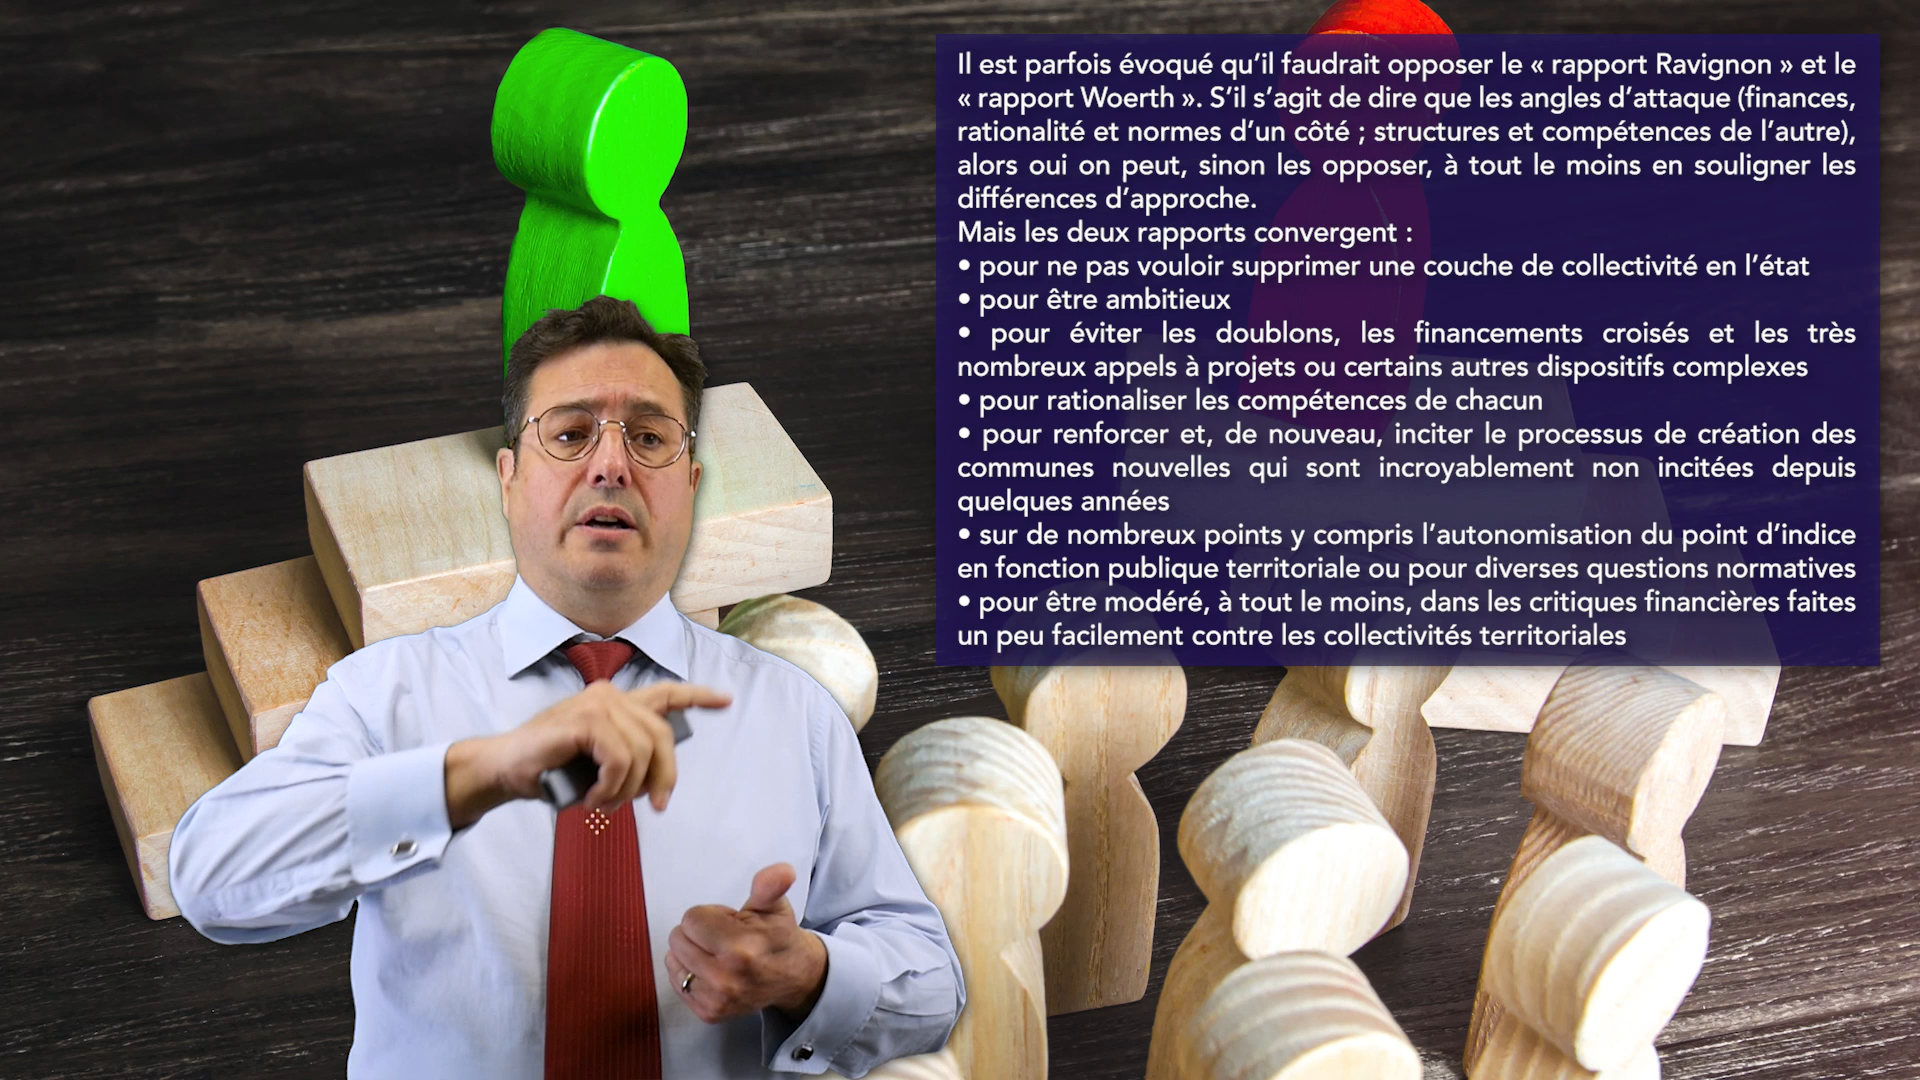 Il est parfois évoqué qu’il faudrait opposer le « rapport Ravignon » et le
« rapport Woerth ». S’il s’agit de dire que les angles d’attaque (finances,
rationalité et normes d’un côté ; structures et compétences de l’autre),
alors oui on peut, sinon les opposer, à tout le moins en souligner les
différences d’approche.
Mais les deux rapports convergent :
• pour ne pas vouloir supprimer une couche de collectivité en l’état
• pour être ambitieux
• pour éviter les doublons, les financements croisés et les très
nombreux appels à projets ou certains autres dispositifs complexes
• pour rationaliser les compétences de chacun
• pour renforcer et, de nouveau, inciter le processus de création des
communes nouvelles qui sont incroyablement non incitées depuis
quelques années
• sur de nombreux points y compris l’autonomisation du point d’indice
en fonction publique territoriale ou pour diverses questions normatives
• pour être modéré, à tout le moins, dans les critiques financières faites
un peu facilement contre les collectivités territoriales